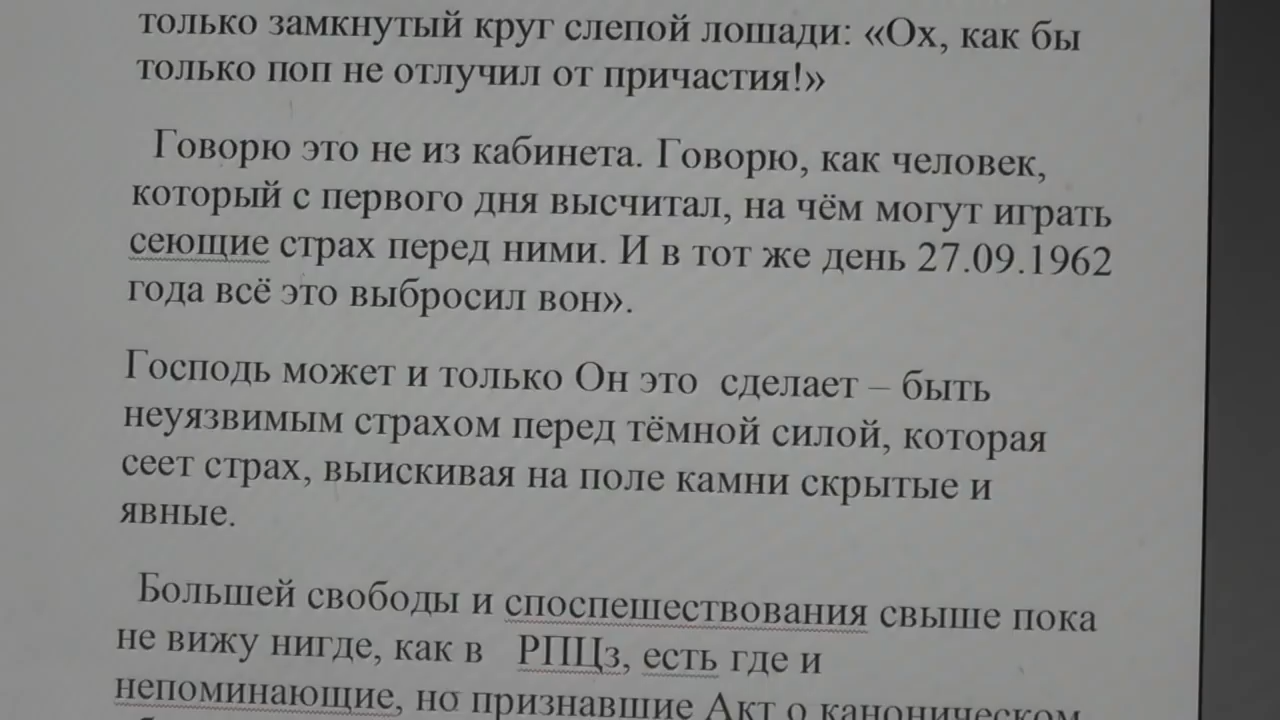 только замкнутый круг слепой лошади: «Ох, как бы
только поп не отлучил от причастия!»
Говорю это не из кабинета. Говорю, как человек,
который с первого дня высчитал, на чём могут играть
сеющие страх перед ними. И в тот же день 27.09.1962
года всё это выбросил вон».
Господь может и только Он это  сделает – быть
неуязвимым страхом перед тёмной силой, которая
сеет страх, выискивая на поле камни скрытые и
явные.
Большей свободы и споспешествования свыше пока
не вижу нигде, как в   РПЦз, есть где и
непоминающие, но признавшие Акт о каноническом